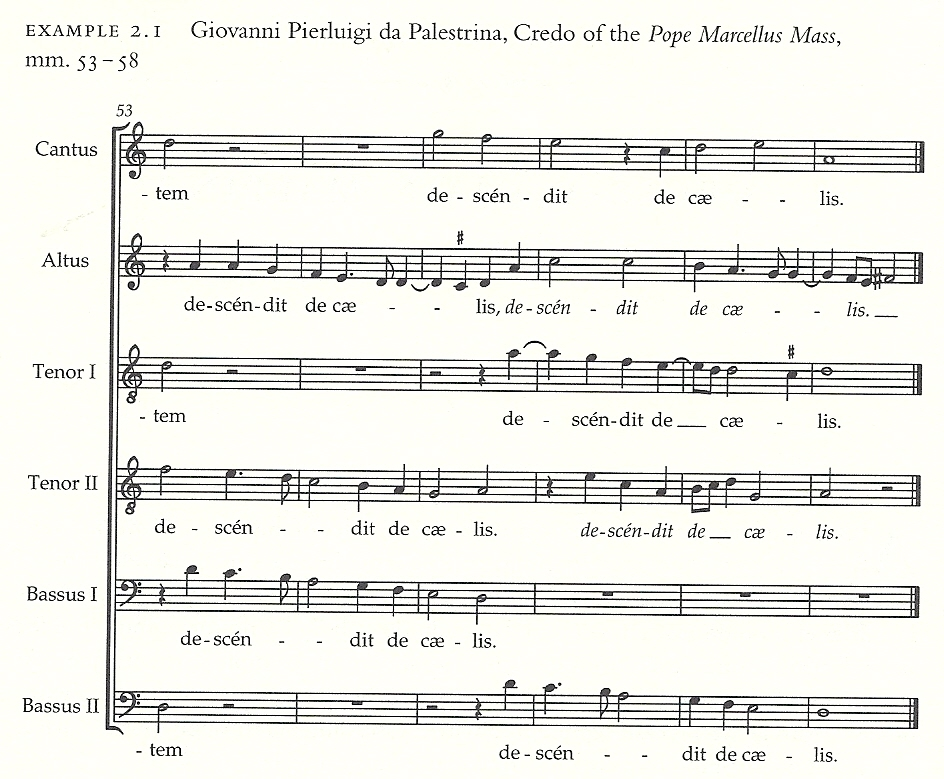 EXAMPLE 2.1 Giovanni Pierluigi da Palestrina, Credo of the Pope Marcellus Mass,
mm. 53–58
53
Cantus
- tem de - scén - dit de cæ - - lis.
♯
Altus
de-scén-dit de cæ - - lis, de-scén - dit de cæ - - lis.
♯
Tenor I
8
- tem de - scén-dit de cæ - lis.
Tenor II
8
de - scén - - dit de cæ - lis. de-scén-dit de cæ - lis.
Bassus I
de-scén - - dit de cæ - lis.
Bassus II
- tem de-scén - - dit de cæ - lis.